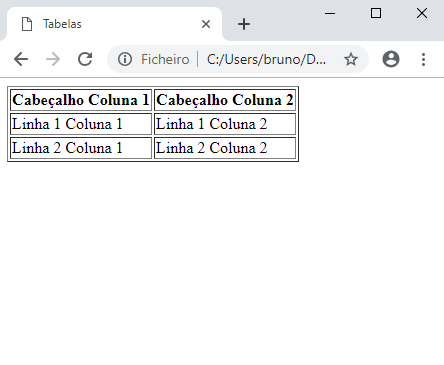 Tabelas
Ficheiro | C:/Users/bruno/D...
Cabeçalho Coluna 1 Cabeçalho Coluna 2
Linha 1 Coluna 1 Linha 1 Coluna 2
Linha 2 Coluna 1 Linha 2 Coluna 2